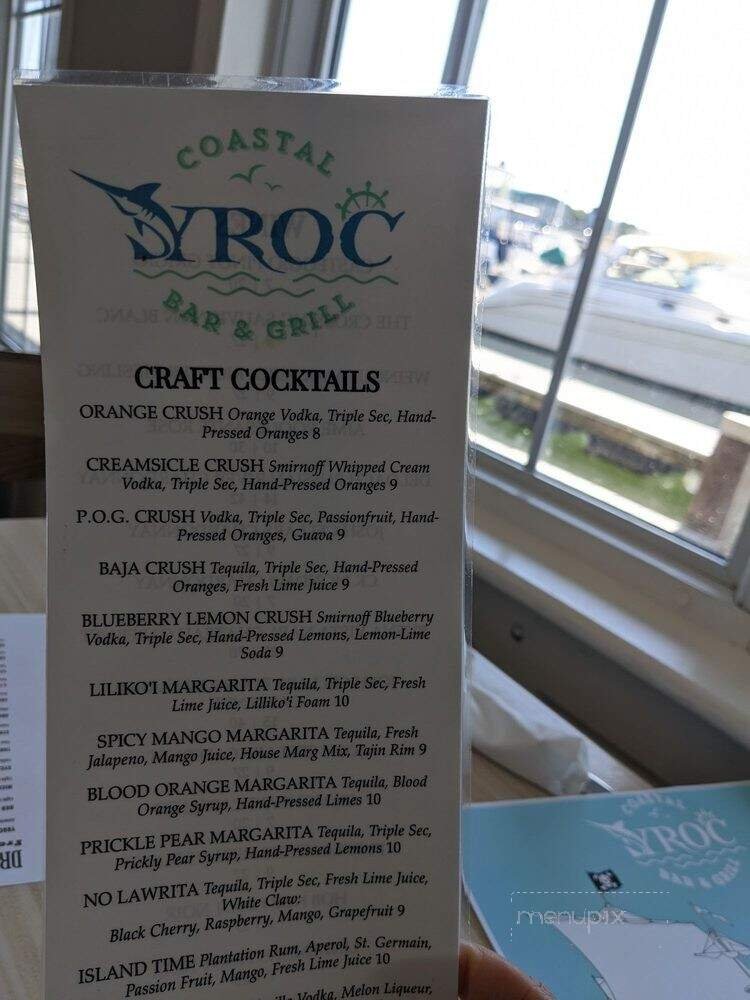 COASTAL
YROC
BAR & GRILL
CRAFT COCKTAILS
ORANGE CRUSH Orange Vodka, Triple Sec, Hand-
Pressed Oranges 8
CREAMSICLE CRUSH Smirnoff Whipped Cream
Vodka, Triple Sec, Hand-Pressed Oranges 9
P.O.G. CRUSH Vodka, Triple Sec, Passionfruit, Hand-
Pressed Oranges, Guava 9
BAJA CRUSH Tequila, Triple Sec, Hand-Pressed
Oranges, Fresh Lime Juice 9
BLUEBERRY LEMON CRUSH Smirnoff Blueberry
Vodka, Triple Sec, Hand-Pressed Lemons, Lemon-Lime
Soda 9
LILIKO'I MARGARITA Tequila, Triple Sec, Fresh
Lime Juice, Lilliko'i Foam 10
SPICY MANGO MARGARITA Tequila, Fresh
Jalapeno, Mango Juice, House Marg Mix, Tajin Rim 9
BLOOD ORANGE MARGARITA Tequila, Blood
Orange Syrup, Hand-Pressed Limes 10
PRICKLE PEAR MARGARITA Tequila, Triple Sec,
Prickly Pear Syrup, Hand-Pressed Lemons 10
NO LAWRITA Tequila, Triple Sec, Fresh Lime Juice,
White Claw:
Black Cherry, Raspberry, Mango, Grapefruit 9
ISLAND TIME Plantation Rum, Aperol, St. Germain,
Passion Fruit, Mango, Fresh Lime Juice 10
Vodka, Melon Liqueur,
COASTAL
YROC
BAR & GRILL
menupix